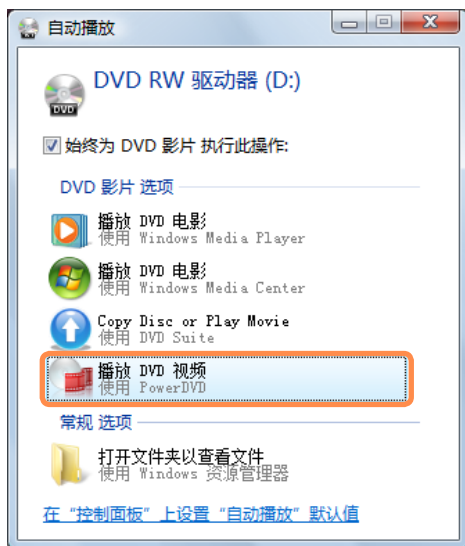 自动播放
DVD RW 驱动器 (D:)
DVD
始终为 DVD 影片 执行此操作:
DVD 影片 选项
播放 DVD 电影
使用 Windows Media Player
播放 DVD 电影
使用 Windows Media Center
Copy Disc or Play Movie
使用 DVD Suite
播放 DVD 视频
使用 PowerDVD
常规 选项
打开文件夹以查看文件
使用 Windows 资源管理器
在“控制面板”上设置“自动播放”默认值